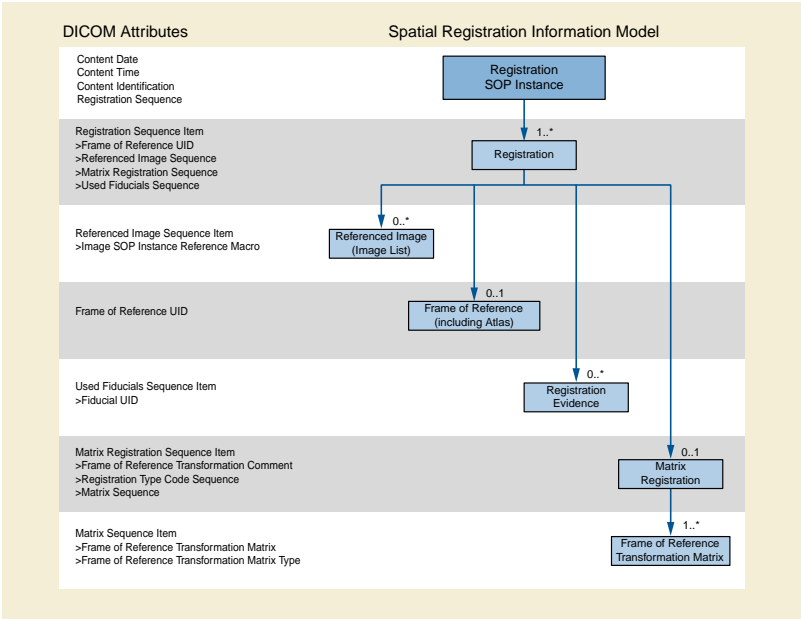 DICOM Attributes
Spatial Registration Information Model
Content Date
Content Time
Content Identification
Registration Sequence
Registration
SOP Instance
Registration Sequence Item
>Frame of Reference UID
>Referenced Image Sequence
>Matrix Registration Sequence
>Used Fiducials Sequence
1..*
Registration
Referenced Image Sequence Item
>Image SOP Instance Reference Macro
0..*
Referenced Image
(Image List)
Frame of Reference UID
0..1
Frame of Reference
(including Atlas)
Used Fiducials Sequence Item
>Fiducial UID
0..*
Registration
Evidence
Matrix Registration Sequence Item
>Frame of Reference Transformation Comment
>Registration Type Code Sequence
>Matrix Sequence
0..1
Matrix
Registration
Matrix Sequence Item
>Frame of Reference Transformation Matrix
>Frame of Reference Transformation Matrix Type
1..*
Frame of Reference
Transformation Matrix